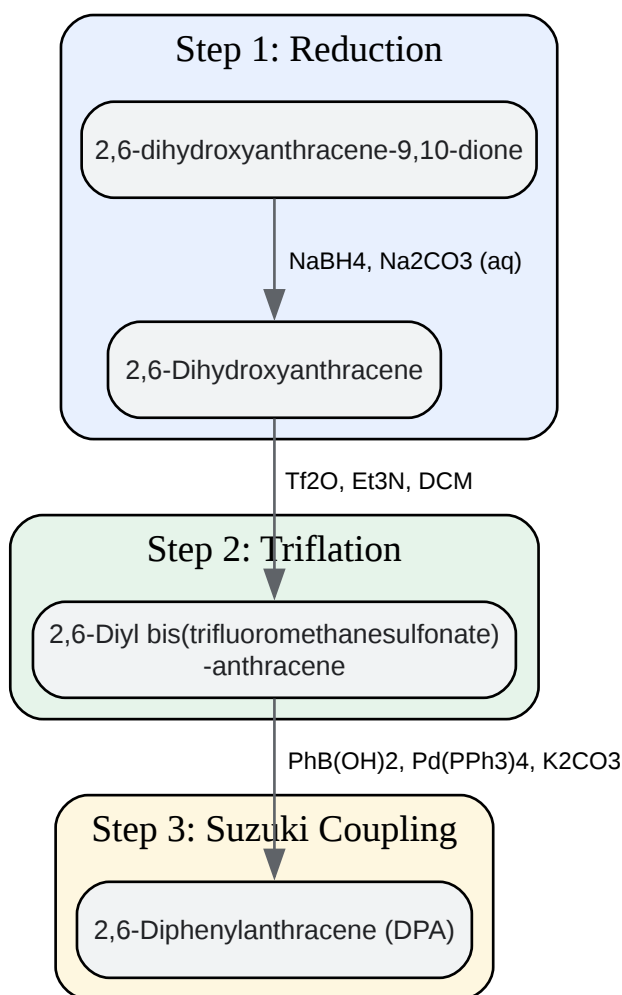 Step 1: Reduction
2,6-dihydroxyanthracene-9,10-dione
NaBH4, Na2CO3 (aq)
2,6-Dihydroxyanthracene
Tf2O, Et3N, DCM
Step 2: Triflation
2,6-Diyl bis(trifluoromethanesulfonate)
-anthracene
PhB(OH)2, Pd(PPh3)4, K2CO3
Step 3: Suzuki Coupling
2,6-Diphenylanthracene (DPA)